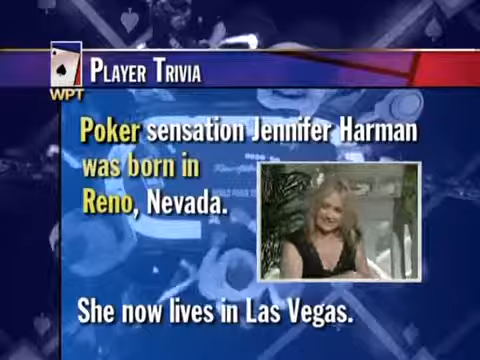 PLAYER TRIVIA
WPT
Poker sensation Jennifer Harman
was born in
Reno, Nevada.
She now lives in Las Vegas.